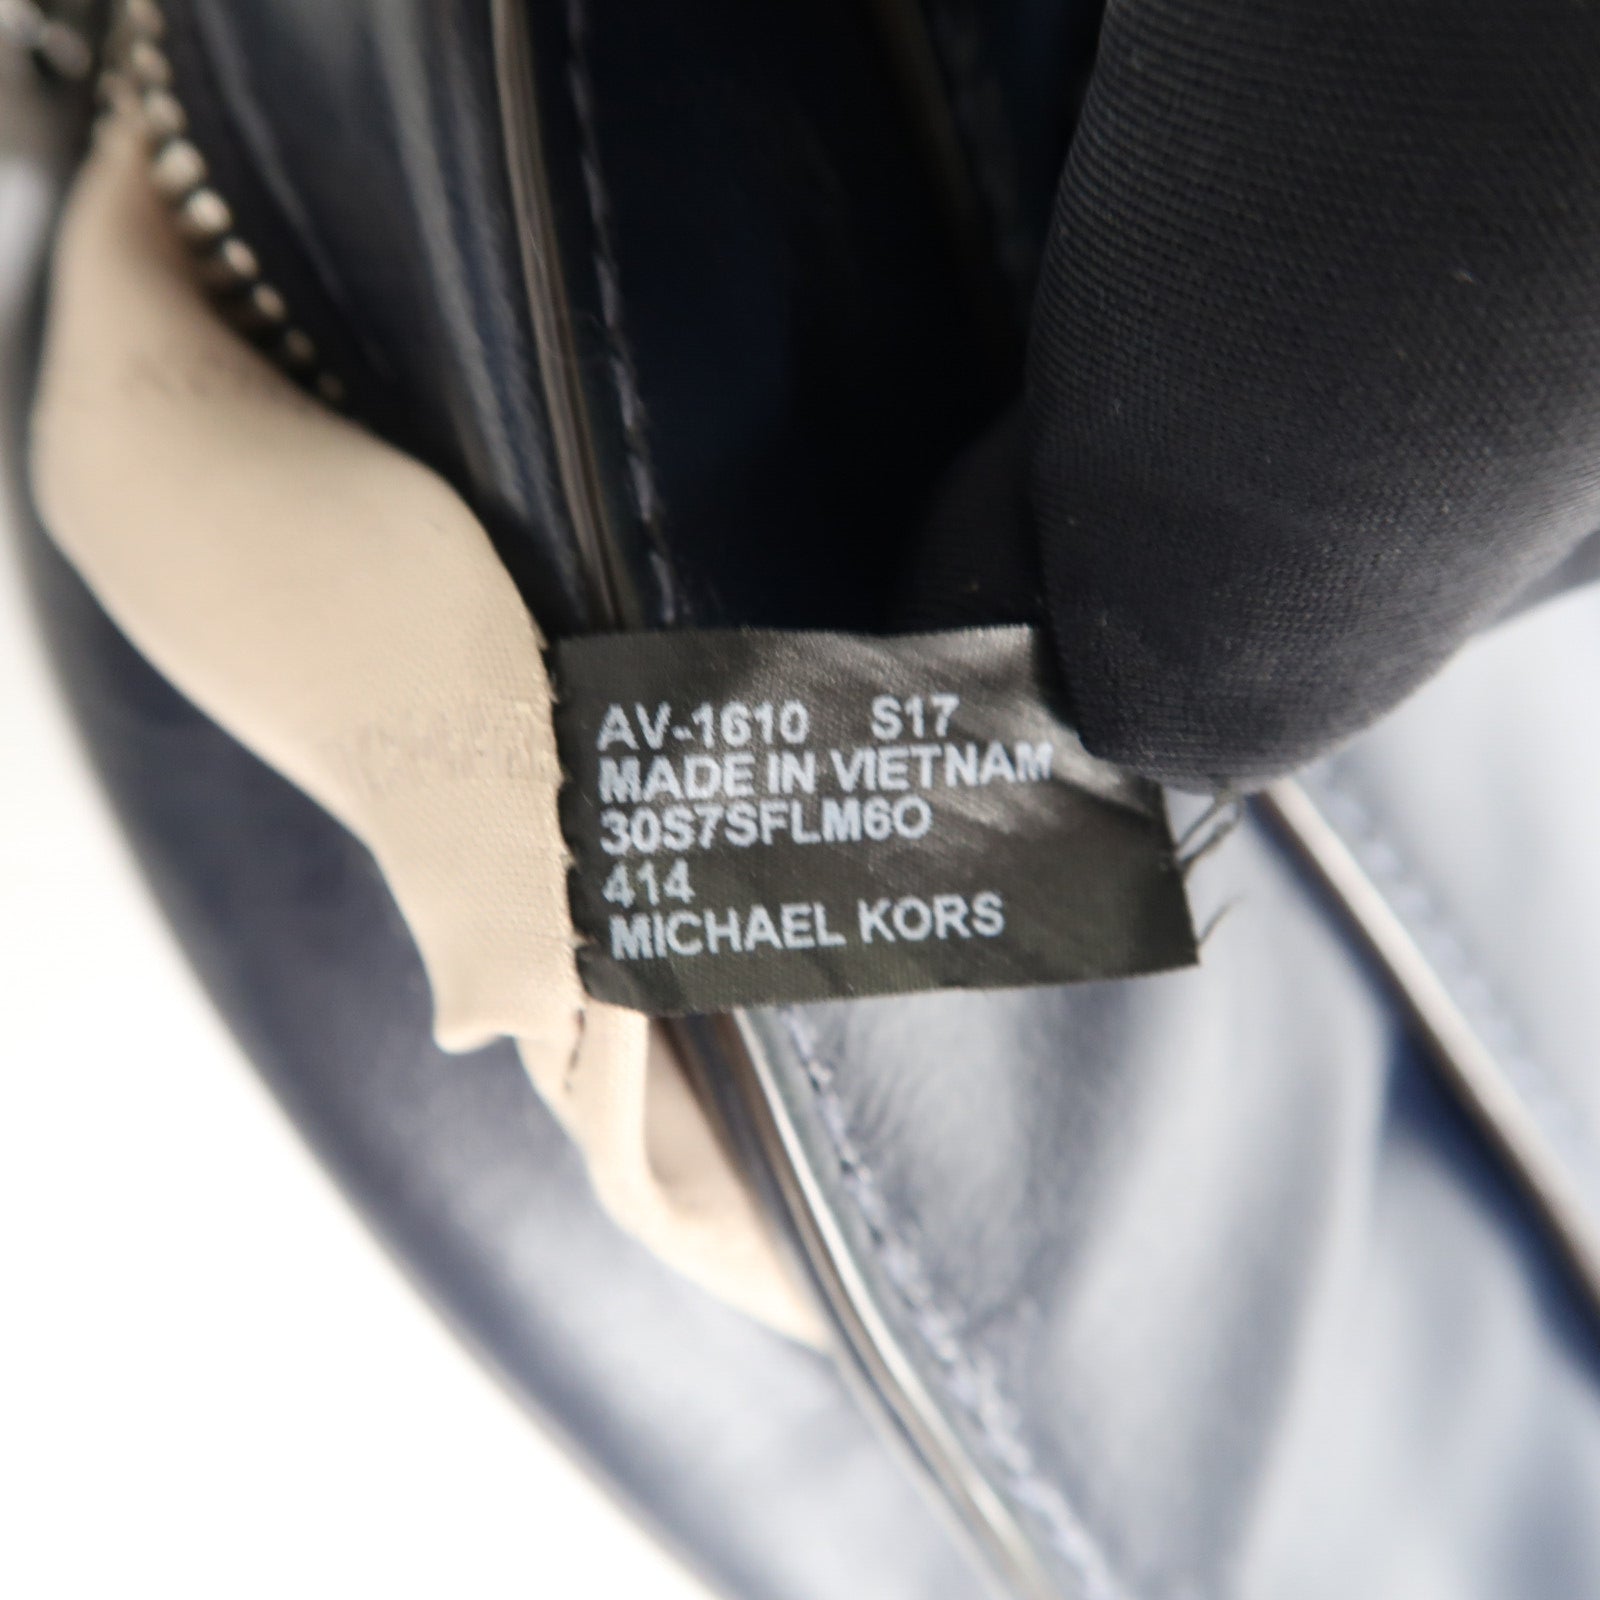 AV-1610 S17
MADE IN VIETNAM
30S7SFLM6O
414
MICHAEL KORS